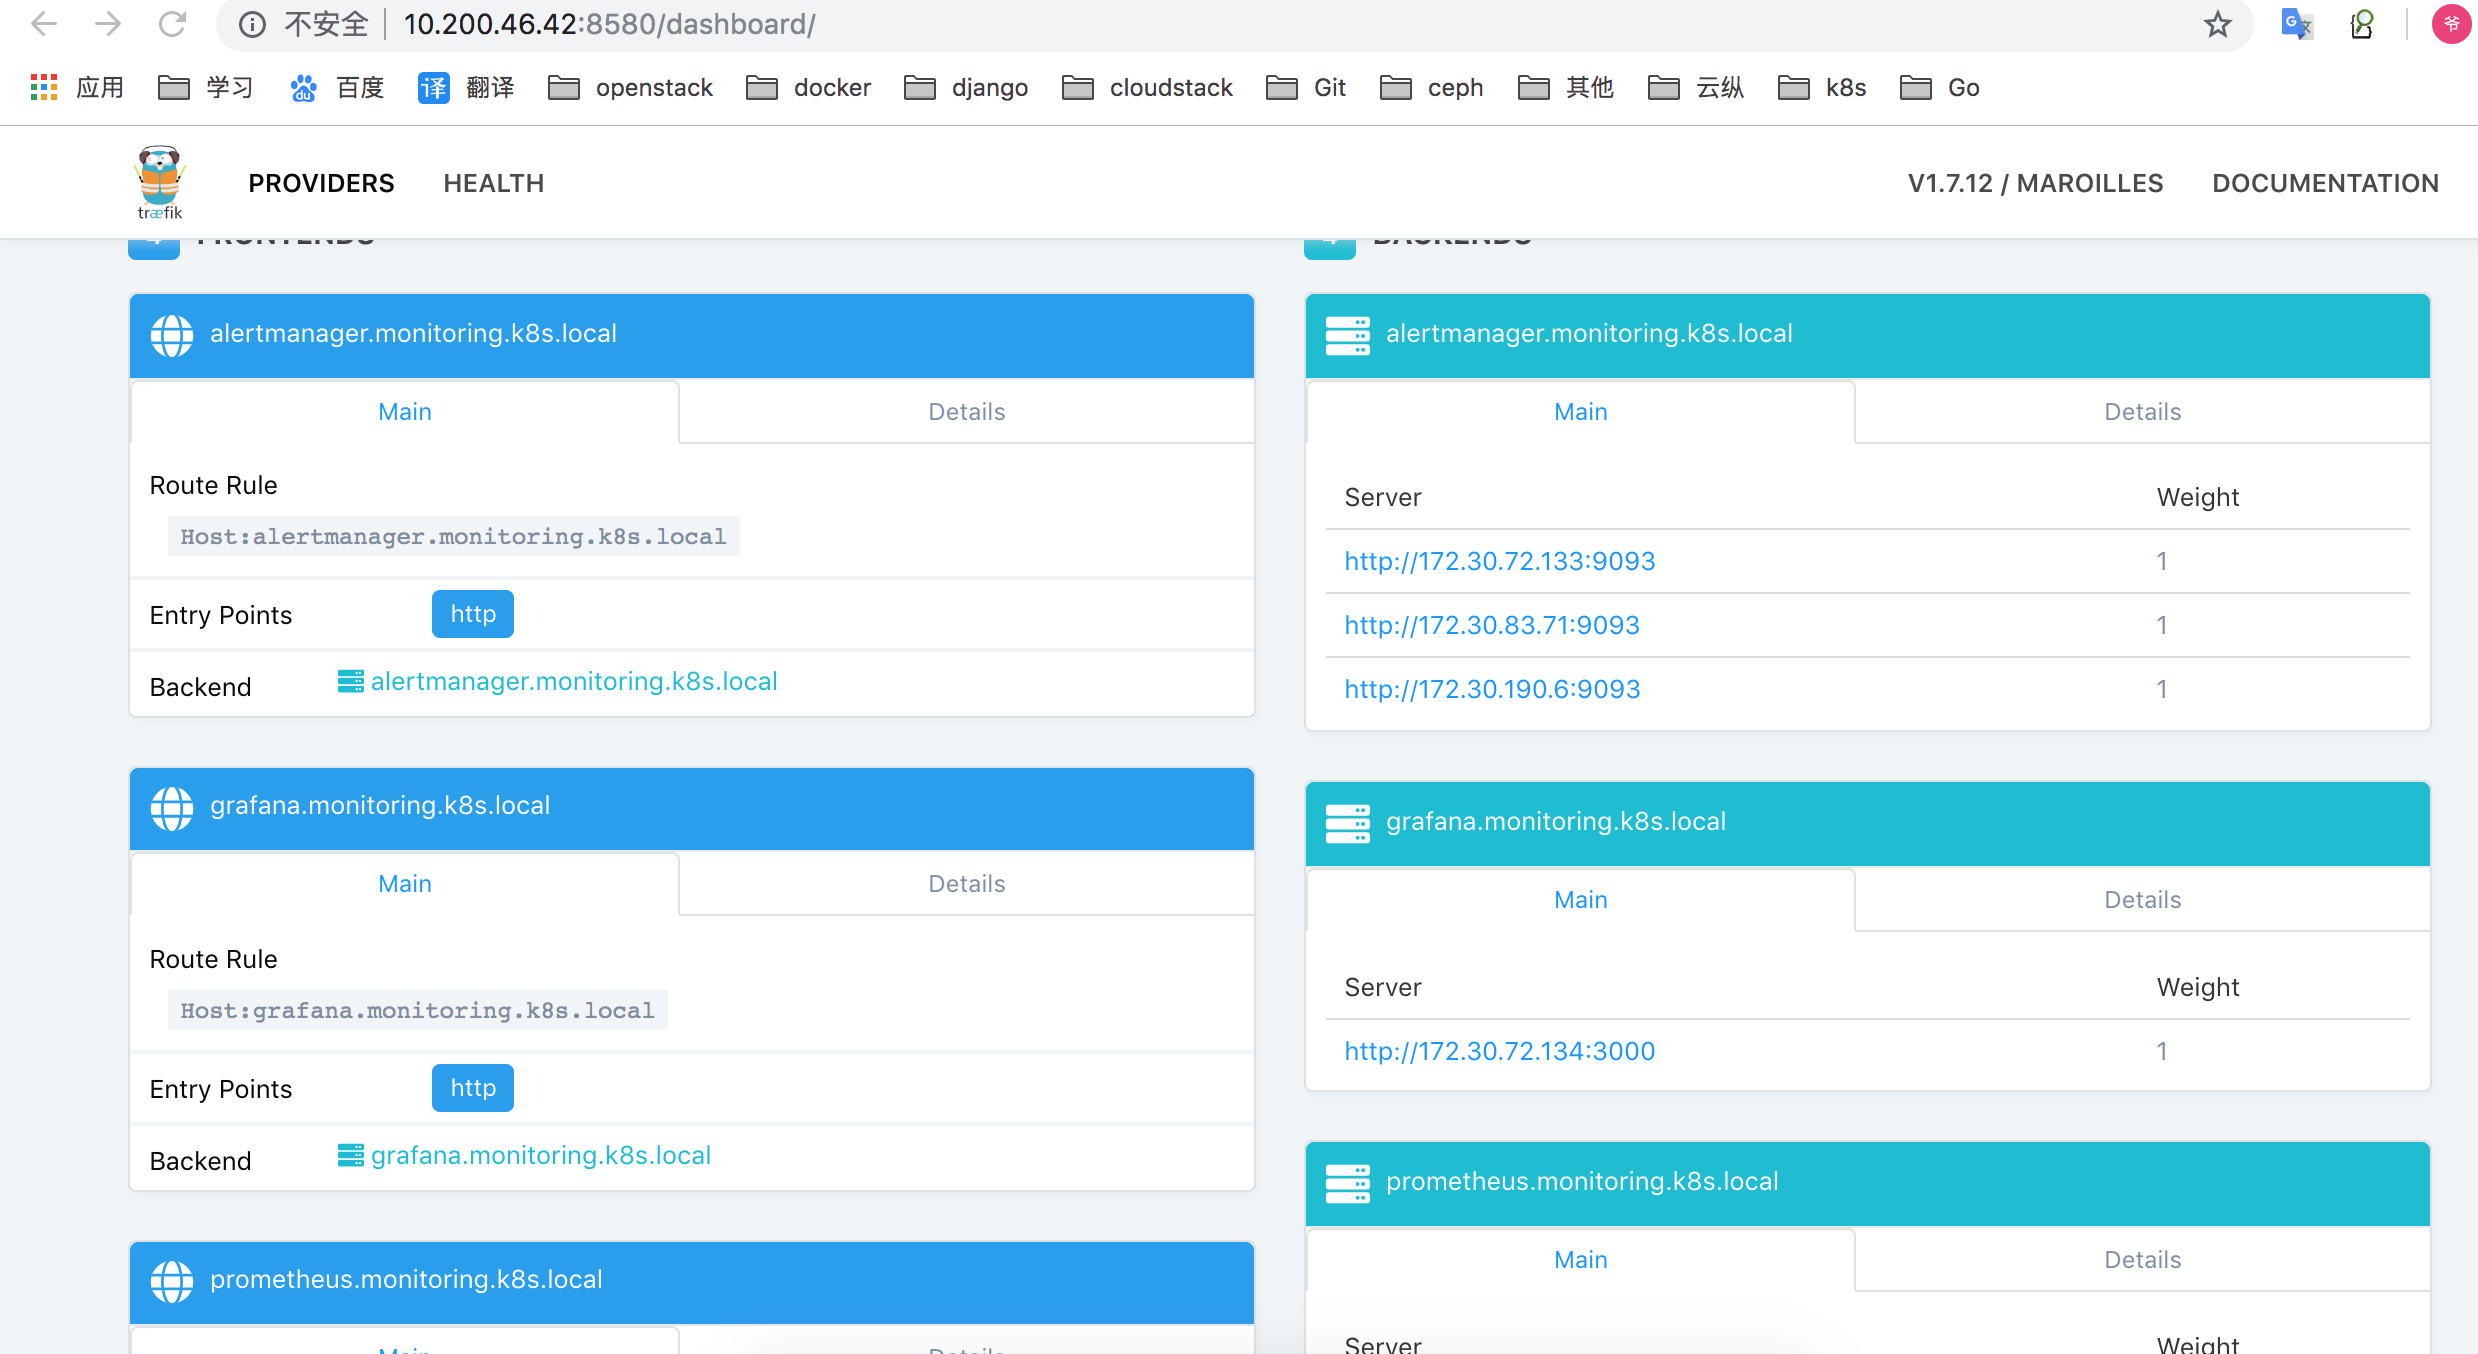 不安全 10.200.46.42:8580/dashboard/
应用 学习 百度 翻译 openstack docker django cloudstack Git ceph 其他 云纵 k8s Go
træfik PROVIDERS HEALTH V1.7.12 / MAROILLES DOCUMENTATION
FRONTENDS
alertmanager.monitoring.k8s.local
Main Details
Route Rule
Host:alertmanager.monitoring.k8s.local
Entry Points http
Backend alertmanager.monitoring.k8s.local
grafana.monitoring.k8s.local
Main Details
Route Rule
Host:grafana.monitoring.k8s.local
Entry Points http
Backend grafana.monitoring.k8s.local
prometheus.monitoring.k8s.local
Main Details
BACKENDS
alertmanager.monitoring.k8s.local
Main Details
Server Weight
http://172.30.72.133:9093 1
http://172.30.83.71:9093 1
http://172.30.190.6:9093 1
grafana.monitoring.k8s.local
Main Details
Server Weight
http://172.30.72.134:3000 1
prometheus.monitoring.k8s.local
Main Details
Server Weight